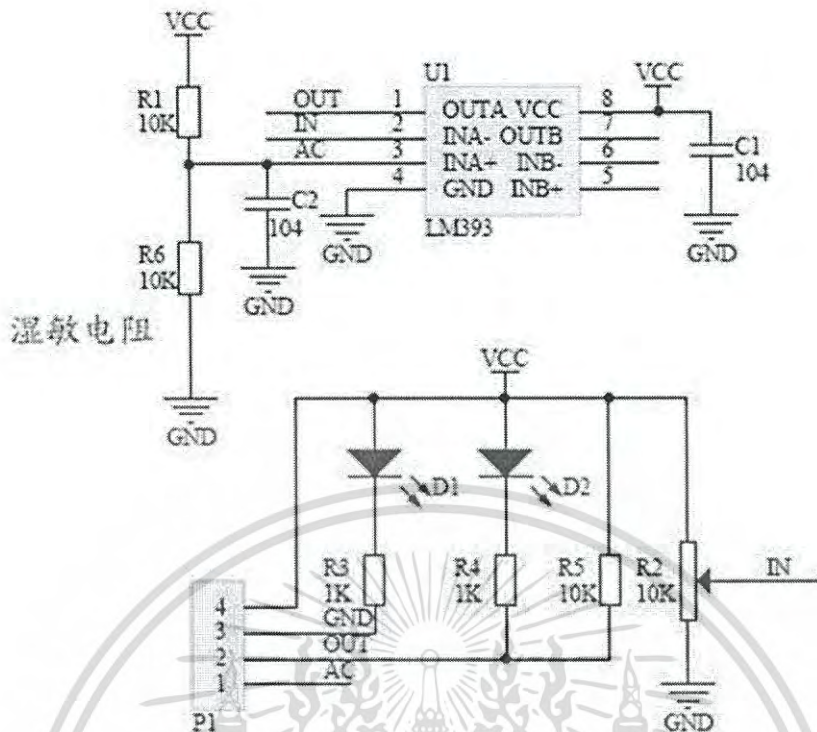 VCC
R1
10K
R6
10K
湿敏电阻
GND
C2
104
GND
OUT 1
IN 2
AC 3
4
GND
U1
OUTA VCC
INA- OUTB
INA+ INB-
GND INB+
LM393
8
7
6
5
VCC
C1
104
GND
VCC
D1
D2
R3
1K
R4
1K
R5
10K
R2
10K
IN
GND
4
3 GND
2 OUT
1 AC
P1